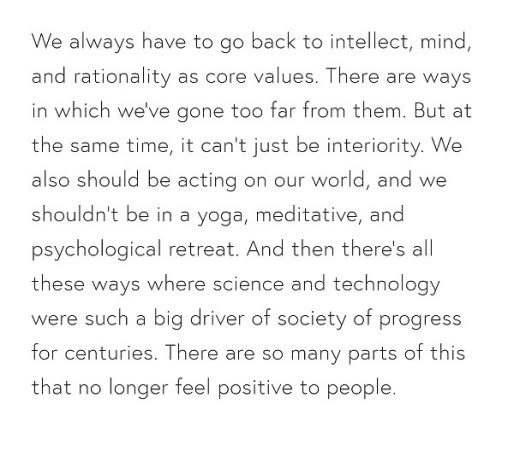 We always have to go back to intellect, mind,
and rationality as core values. There are ways
in which we've gone too far from them. But at
the same time, it can't just be interiority. We
also should be acting on our world, and we
shouldn't be in a yoga, meditative, and
psychological retreat. And then there's all
these ways where science and technology
were such a big driver of society of progress
for centuries. There are so many parts of this
that no longer feel positive to people.